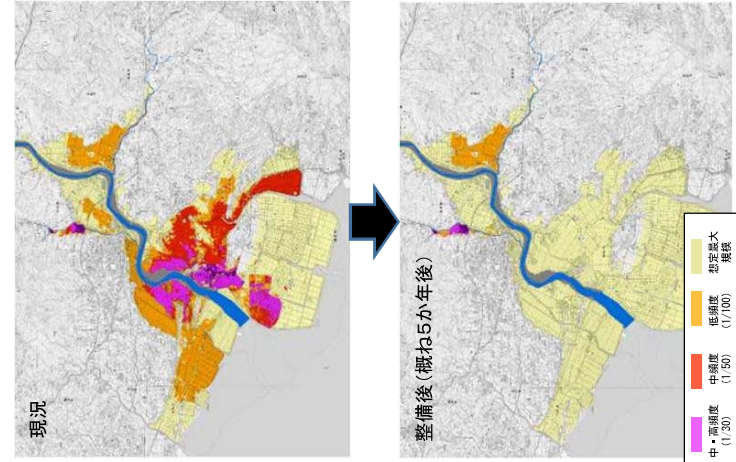 現況
整備後(概ね5か年後)
想定最大
規模
低頻度
(1/100)
中頻度
(1/50)
中・高頻度
(1/30)